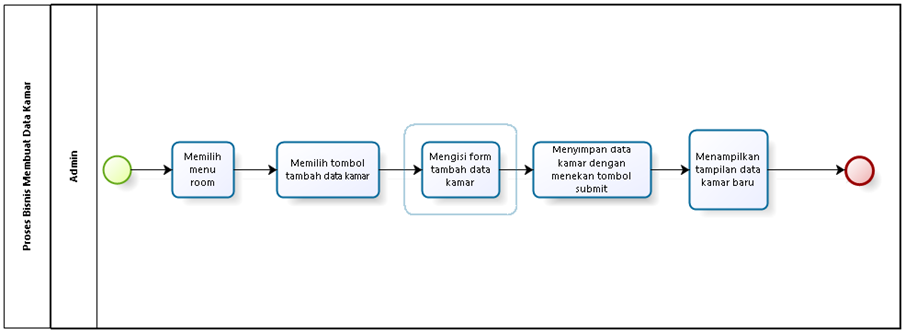 Proses Bisnis Membuat Data Kamar
Admin
Memilih
menu
room
Memilih tombol
tambah data kamar
Mengisi form
tambah data
kamar
Menyimpan data
kamar dengan
menekan tombol
submit
Menampilkan
tampilan data
kamar baru